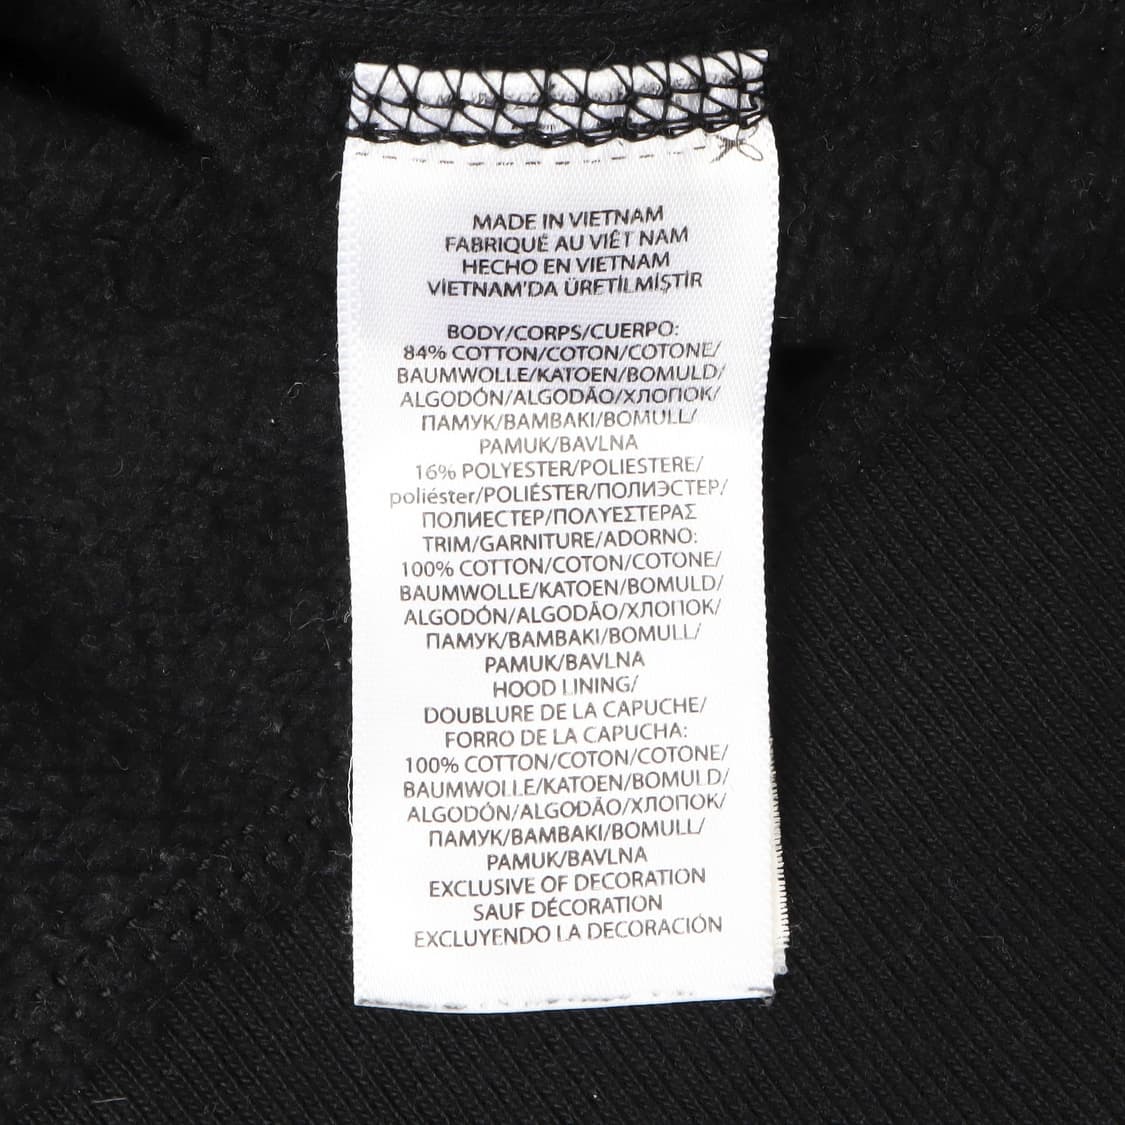 MADE IN VIETNAM
FABRIQUÉ AU VIÊT NAM
HECHO EN VIETNAM
VİETNAM'DA ÜRETİLMİŞTİR
BODY/CORPS/CUERPO:
84% COTTON/COTON/COTONE/
BAUMWOLLE/KATOEN/BOMULD/
ALGODÓN/ALGODÃO/ХЛОПОК/
ПАМУК/BAMBAKI/BOMULL/
PAMUK/BAVLNA
16% POLYESTER/POLIESTERE/
poliéster/POLIÉSTER/ПОЛИЭСТЕР/
ПОЛИЕСТЕР/ΠΟΛΥΕΣΤΕΡΑΣ
TRIM/GARNITURE/ADORNO:
100% COTTON/COTON/COTONE/
BAUMWOLLE/KATOEN/BOMULD/
ALGODÓN/ALGODÃO/ХЛОПОК/
ПАМУК/BAMBAKI/BOMULL/
PAMUK/BAVLNA
HOOD LINING/
DOUBLURE DE LA CAPUCHE/
FORRO DE LA CAPUCHA:
100% COTTON/COTON/COTONE/
BAUMWOLLE/KATOEN/BOMULD/
ALGODÓN/ALGODÃO/ХЛОПОК/
ПАМУК/BAMBAKI/BOMULL/
PAMUK/BAVLNA
EXCLUSIVE OF DECORATION
SAUF DÉCORATION
EXCLUYENDO LA DECORACIÓN